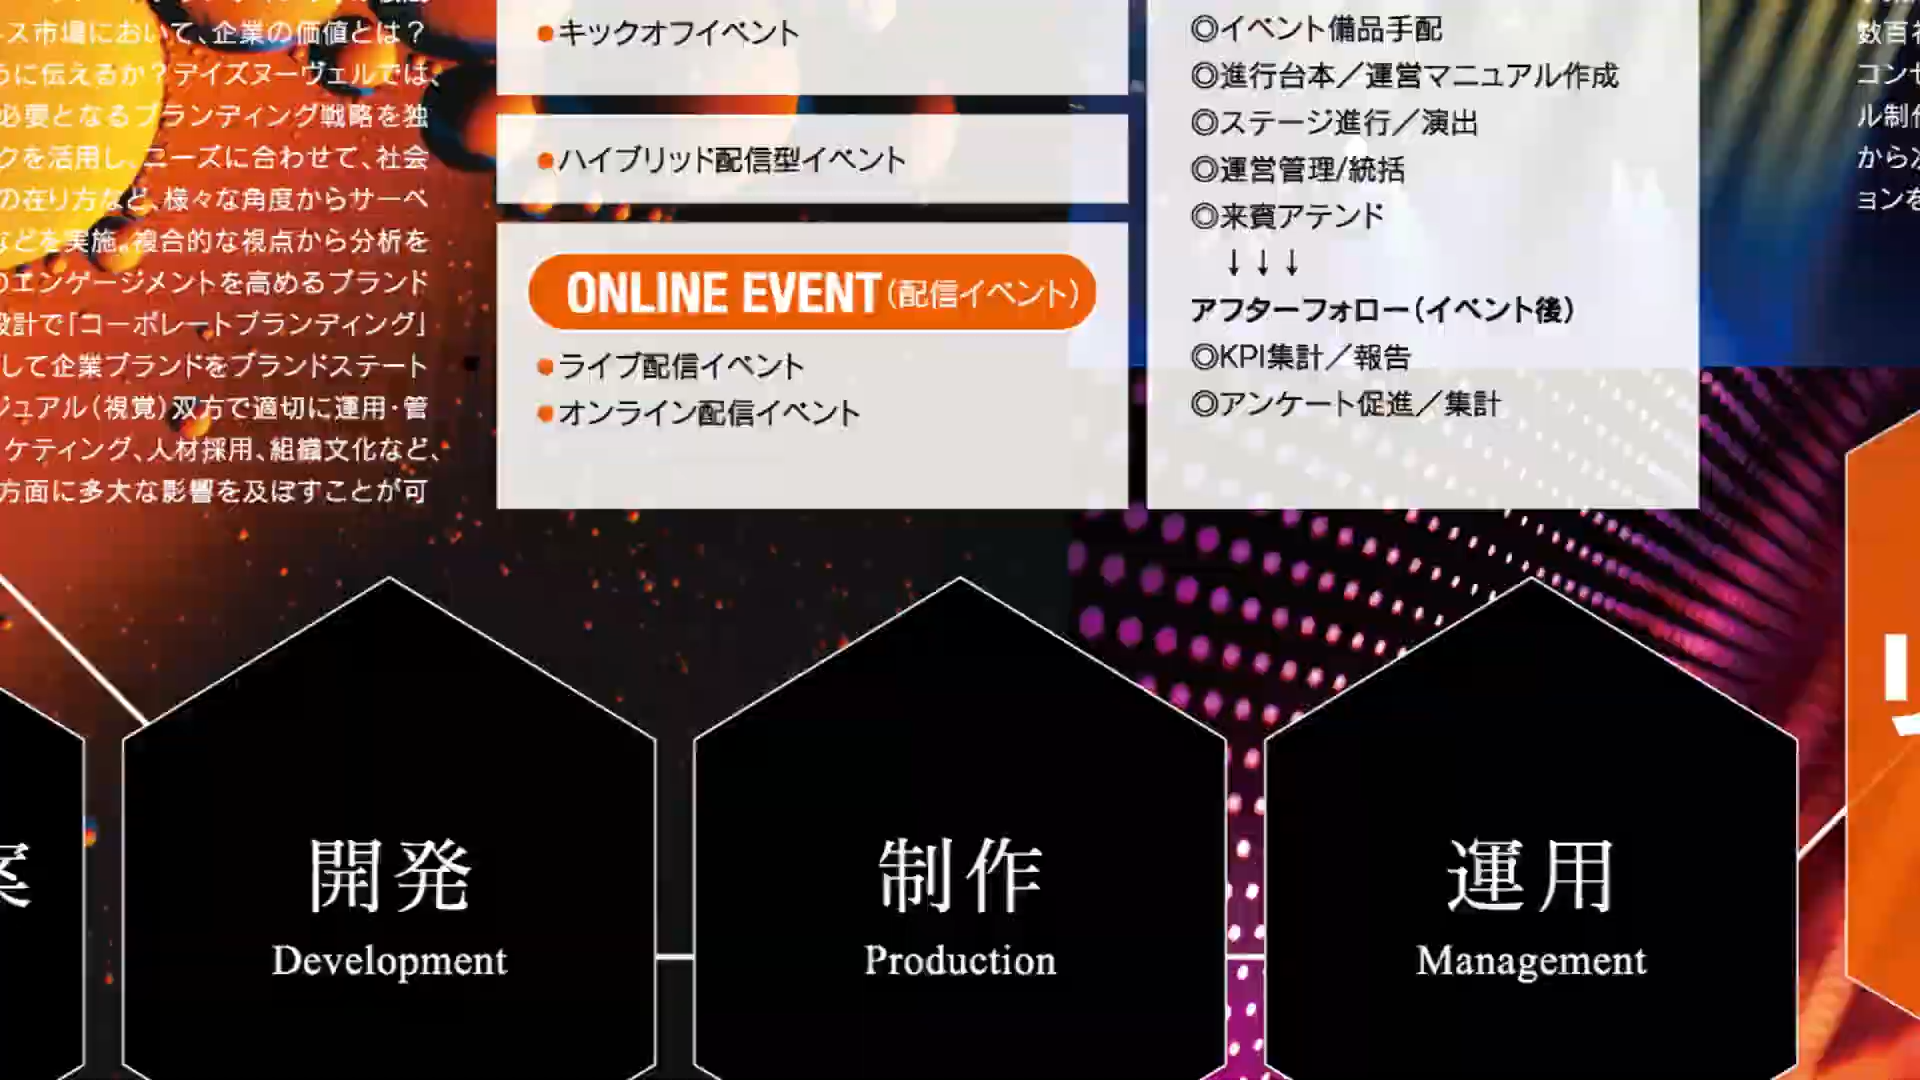 ス市場において、企業の価値とは？
うに伝えるか？デイズヌーヴェルでは、
必要となるブランディング戦略を独
クを活用し、ニーズに合わせて、社会
の在り方など、様々な角度からサーベ
などを実施。複合的な視点から分析を
のエンゲージメントを高めるブランド
設計で「コーポレートブランディング」
して企業ブランドをブランドステート
ジュアル（視覚）双方で適切に運用・管
ケティング、人材採用、組織文化など、
方面に多大な影響を及ぼすことが可
●キックオフイベント
●ハイブリッド配信型イベント
ONLINE EVENT（配信イベント）
●ライブ配信イベント
●オンライン配信イベント
◎イベント備品手配
◎進行台本／運営マニュアル作成
◎ステージ進行／演出
◎運営管理/統括
◎来賓アテンド
↓↓↓
アフターフォロー（イベント後）
◎KPI集計／報告
◎アンケート促進／集計
数百
コンセ
ル制作
から
ョンを
案
開発
Development
制作
Production
運用
Management